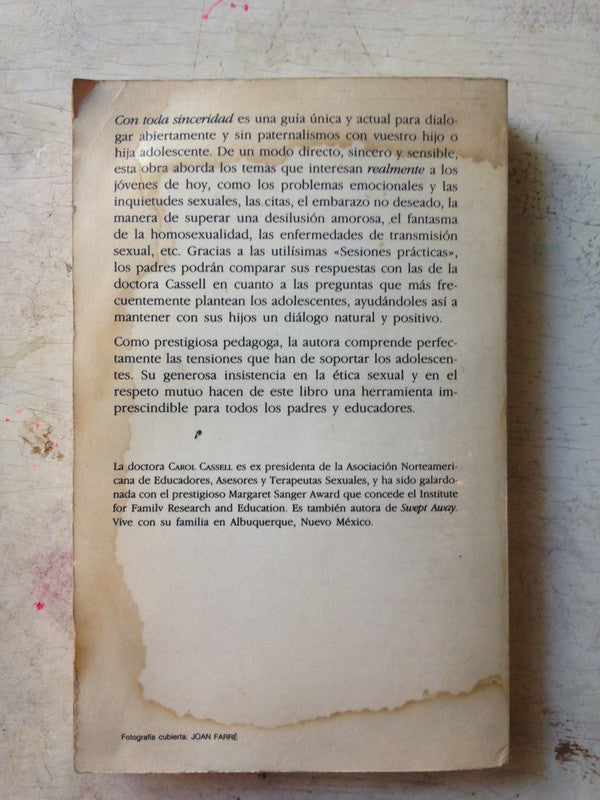 Con toda sinceridad es una guía única y actual para dialo-
gar abiertamente y sin paternalismos con vuestro hijo o
hija adolescente. De un modo directo, sincero y sensible,
esta obra aborda los temas que interesan realmente a los
jóvenes de hoy, como los problemas emocionales y las
inquietudes sexuales, las citas, el embarazo no deseado, la
manera de superar una desilusión amorosa, el fantasma
de la homosexualidad, las enfermedades de transmisión
sexual, etc. Gracias a las utilísimas «Sesiones prácticas»,
los padres podrán comparar sus respuestas con las de la
doctora Cassell en cuanto a las preguntas que más fre-
cuentemente plantean los adolescentes, ayudándoles así a
mantener con sus hijos un diálogo natural y positivo.
Como prestigiosa pedagoga, la autora comprende perfec-
tamente las tensiones que han de soportar los adolescen-
tes. Su generosa insistencia en la ética sexual y en el
respeto mutuo hacen de este libro una herramienta im-
prescindible para todos los padres y educadores.
La doctora CAROL CASSELL es ex presidenta de la Asociación Norteameri-
cana de Educadores, Asesores y Terapeutas Sexuales, y ha sido galardo-
nada con el prestigioso Margaret Sanger Award que concede el Institute
for Family Research and Education. Es también autora de Swept Away.
Vive con su familia en Albuquerque, Nuevo México.
Fotografía cubierta: JOAN FARRÉ